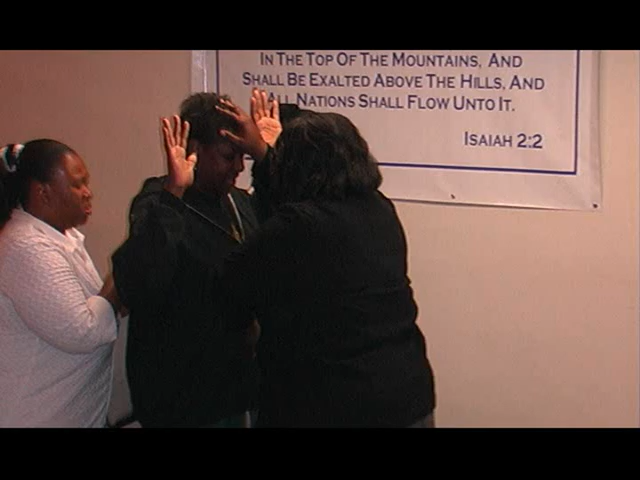 In The Top Of The Mountains, And
Shall Be Exalted Above The Hills, And
All Nations Shall Flow Unto It.
Isaiah 2:2